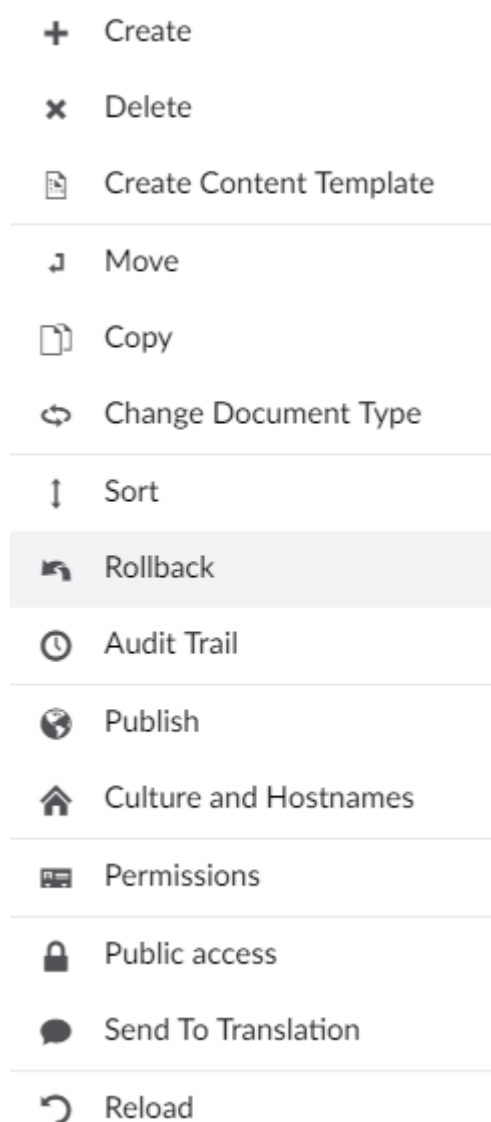 Create
Delete
Create Content Template
Move
Copy
Change Document Type
Sort
Rollback
Audit Trail
Publish
Culture and Hostnames
Permissions
Public access
Send To Translation
Reload